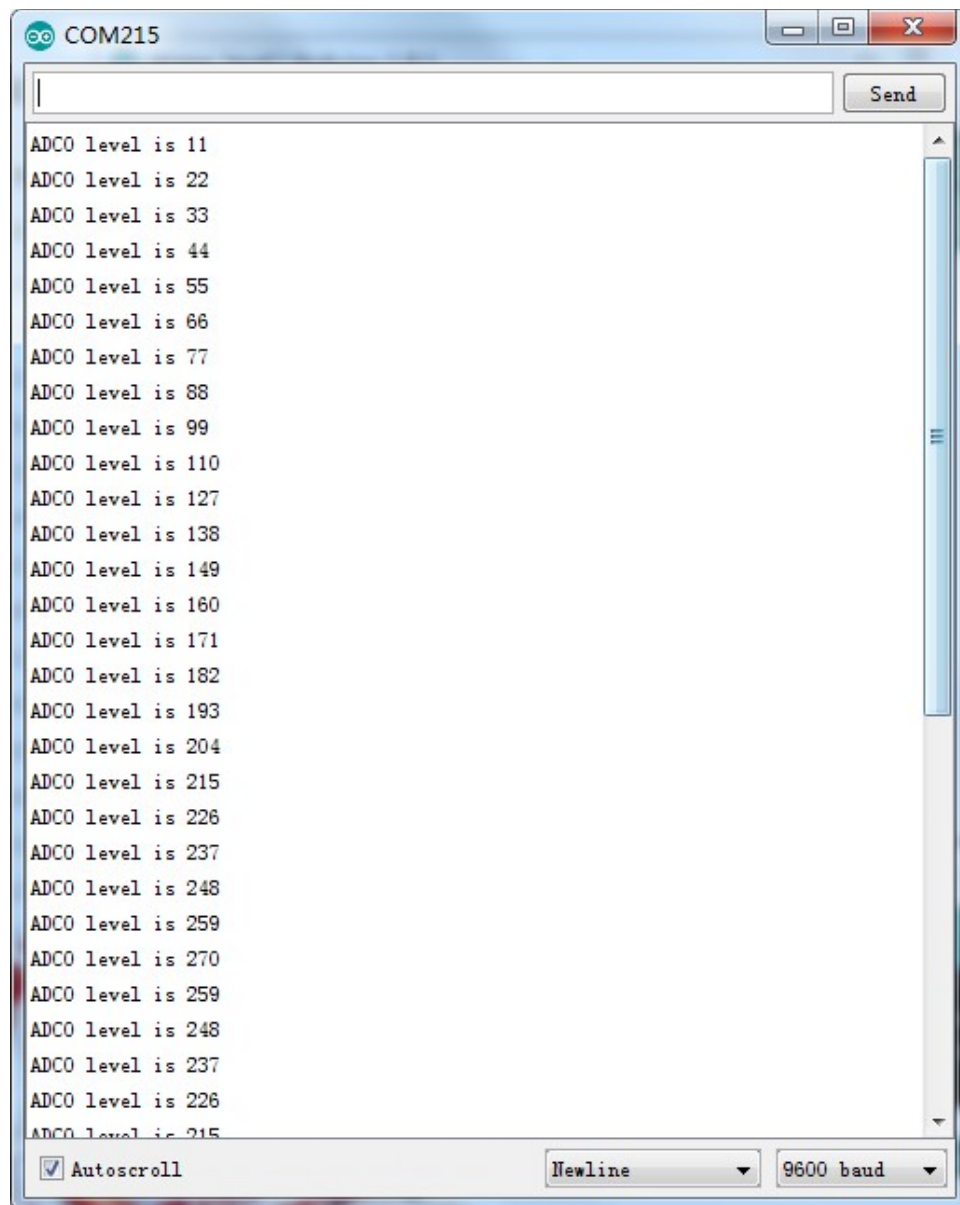 COM215
Send
ADC0 level is 11
ADC0 level is 22
ADC0 level is 33
ADC0 level is 44
ADC0 level is 55
ADC0 level is 66
ADC0 level is 77
ADC0 level is 88
ADC0 level is 99
ADC0 level is 110
ADC0 level is 127
ADC0 level is 138
ADC0 level is 149
ADC0 level is 160
ADC0 level is 171
ADC0 level is 182
ADC0 level is 193
ADC0 level is 204
ADC0 level is 215
ADC0 level is 226
ADC0 level is 237
ADC0 level is 248
ADC0 level is 259
ADC0 level is 270
ADC0 level is 259
ADC0 level is 248
ADC0 level is 237
ADC0 level is 226
ADC0 level is 215
Autoscroll
Newline
9600 baud